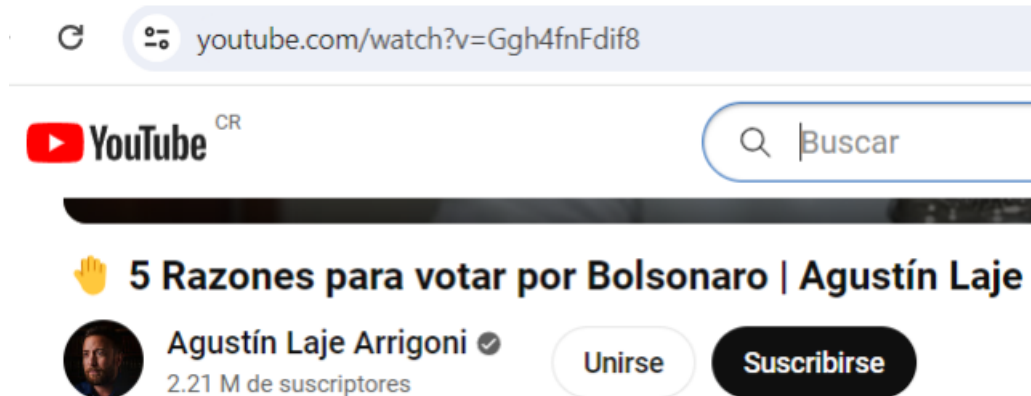 youtube.com/watch?v=Ggh4fnFdif8
YouTube CR
Buscar
5 Razones para votar por Bolsonaro | Agustín Laje
Agustín Laje Arrigoni
2.21 M de suscriptores
Unirse
Suscribirse